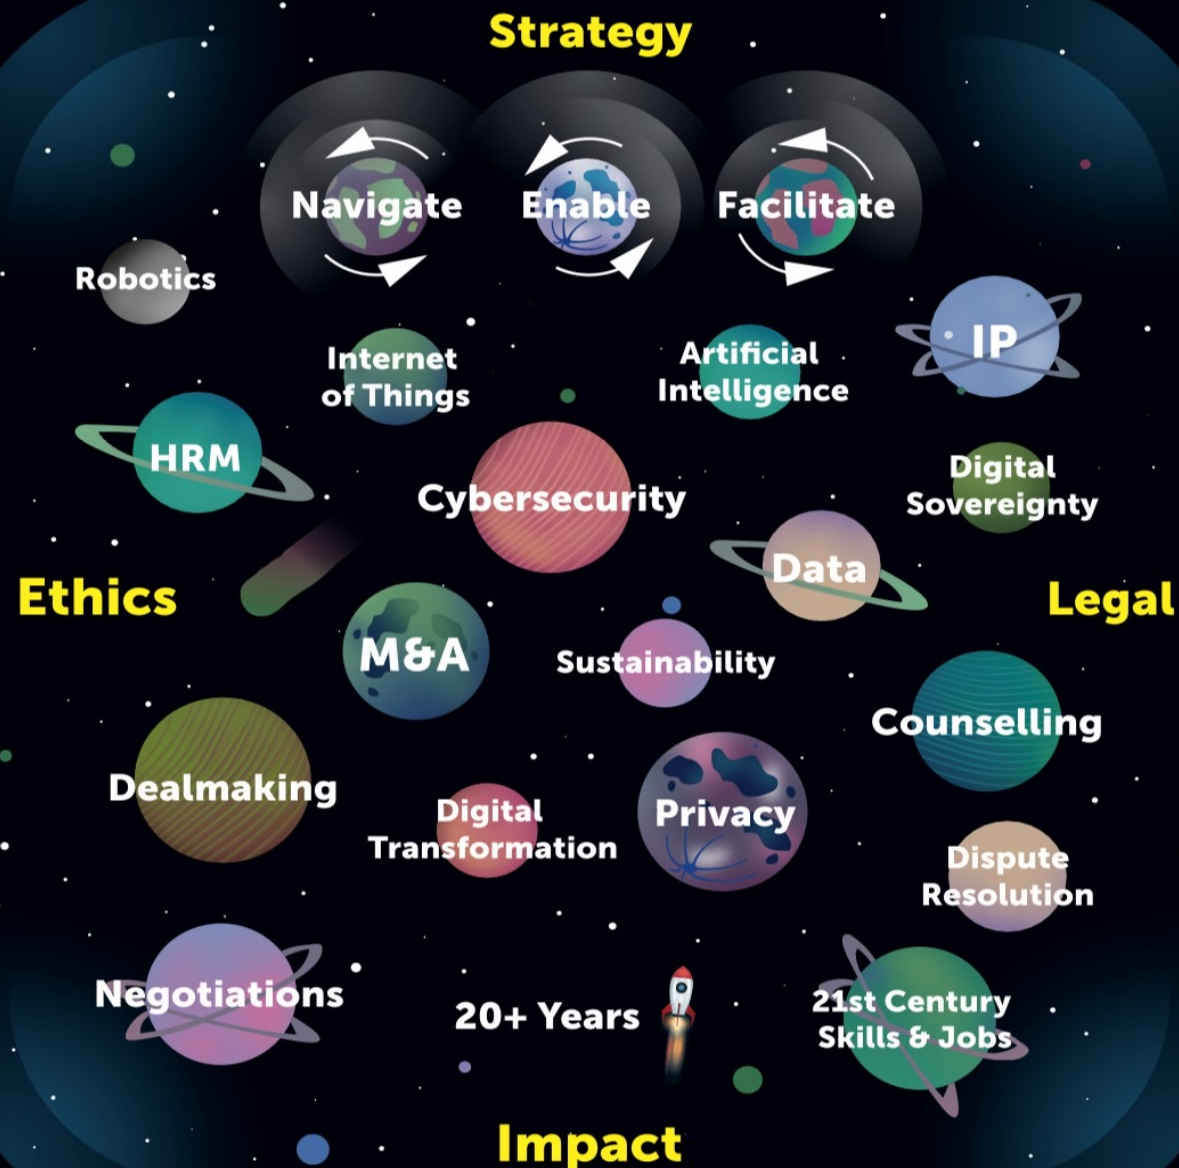 Strategy
Navigate
Enable
Facilitate
Robotics
Internet
of Things
Artificial
Intelligence
IP
HRM
Cybersecurity
Digital
Sovereignty
Data
Ethics
Legal
M&A
Sustainability
Counselling
Dealmaking
Digital
Transformation
Privacy
Dispute
Resolution
Negotiations
20+ Years
21st Century
Skills & Jobs
Impact